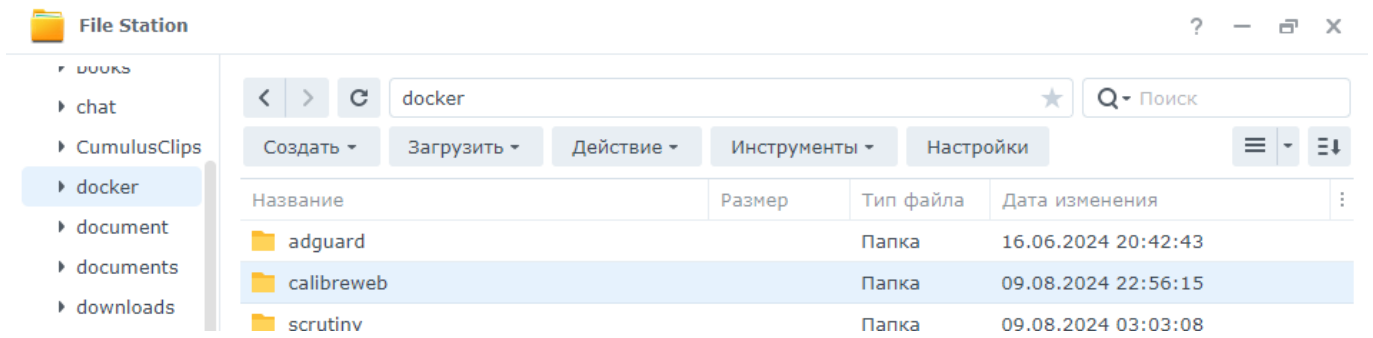 File Station
books
chat
CumulusClips
docker
document
documents
downloads
docker
Поиск
Создать
Загрузить
Действие
Инструменты
Настройки
Название Размер Тип файла Дата изменения
adguard Папка 16.06.2024 20:42:43
calibreweb Папка 09.08.2024 22:56:15
scrutiny Папка 09.08.2024 03:03:08